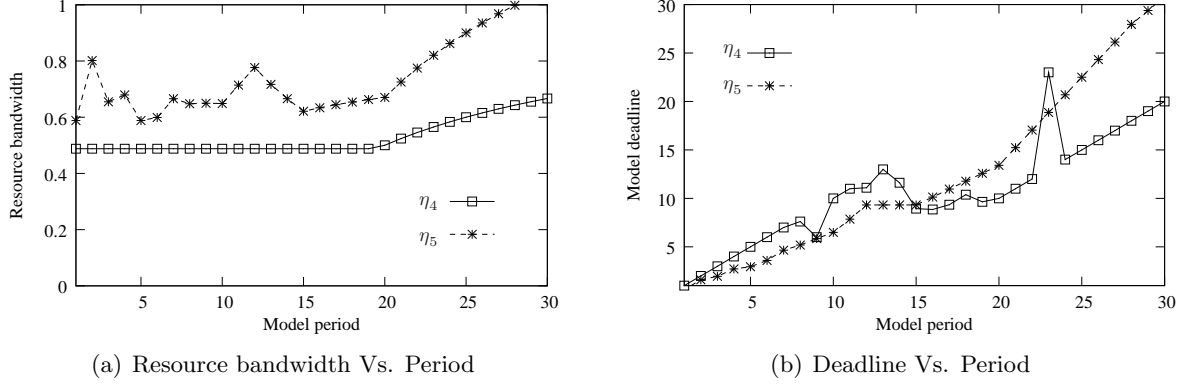 1
0.8
0.6
0.4
0.2
0
5
10
15
20
25
30
Resource bandwidth
Model period
η4
η5
(a) Resource bandwidth Vs. Period
30
25
20
15
10
5
5
10
15
20
25
30
Model deadline
Model period
η4
η5
(b) Deadline Vs. Period